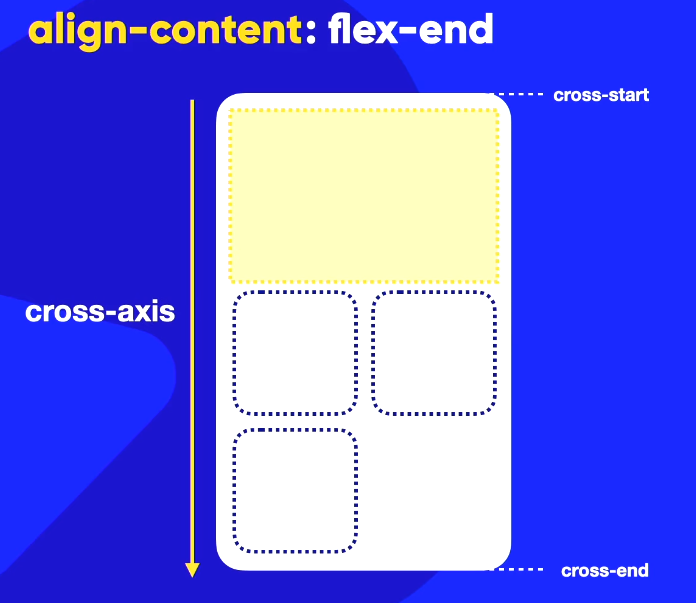 align-content: flex-end
cross-start
cross-axis
cross-end